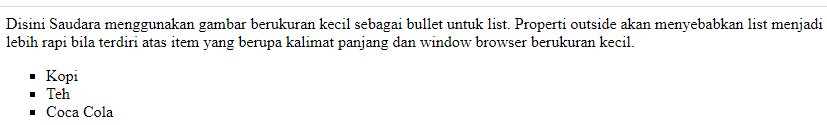 Disini Saudara menggunakan gambar berukuran kecil sebagai bullet untuk list. Properti outside akan menyebabkan list menjadi
lebih rapi bila terdiri atas item yang berupa kalimat panjang dan window browser berukuran kecil.
Kopi
Teh
Coca Cola